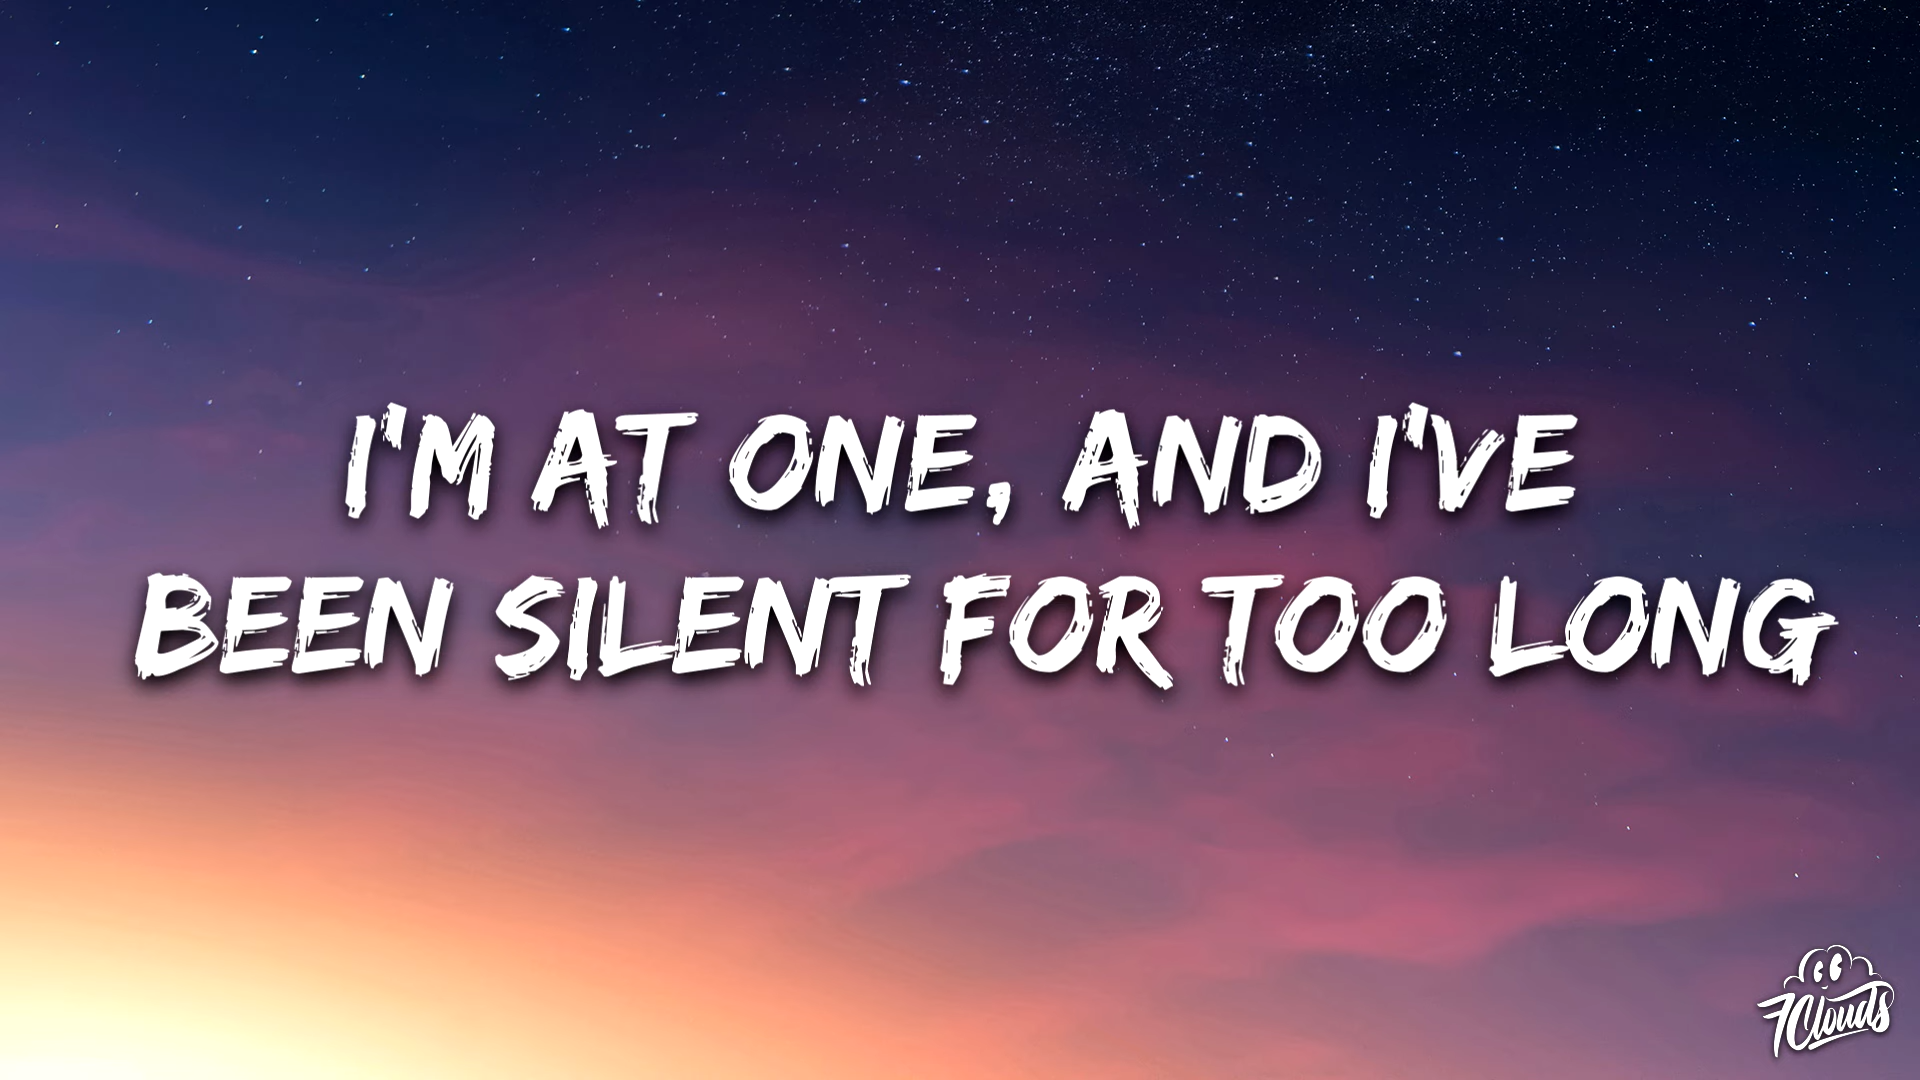 I'M AT ONE, AND I'VE
BEEN SILENT FOR TOO LONG
7Clouds